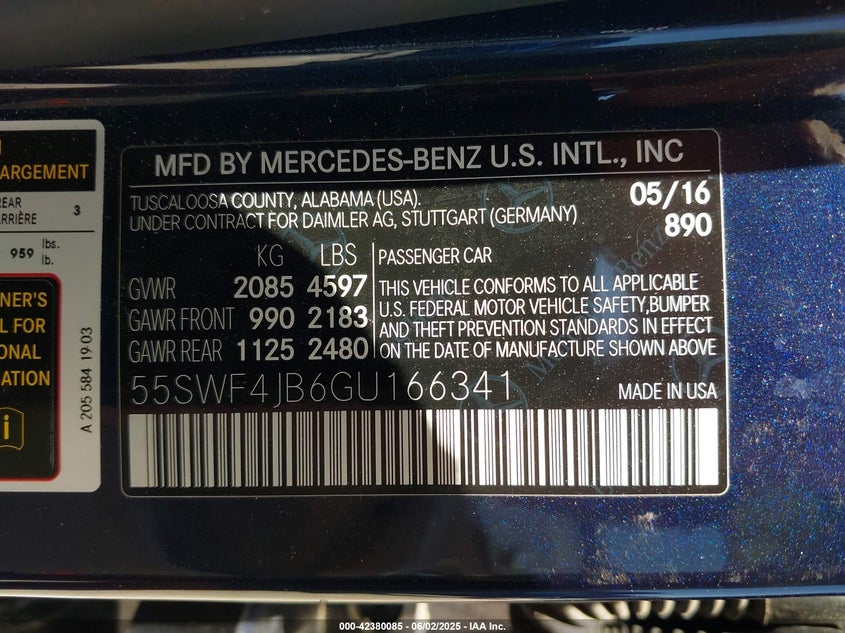 ARGEMENT
REAR
ARRIÈRE 3
959 lbs.
lb.
NER'S
L FOR
ONAL
MATION
i
A 205 584 19 03
MFD BY MERCEDES-BENZ U.S. INTL., INC
TUSCALOOSA COUNTY, ALABAMA (USA). 05/16
UNDER CONTRACT FOR DAIMLER AG, STUTTGART (GERMANY) 890
KG LBS PASSENGER CAR
GVWR 2085 4597 THIS VEHICLE CONFORMS TO ALL APPLICABLE
U.S. FEDERAL MOTOR VEHICLE SAFETY,BUMPER
GAWR FRONT 990 2183 AND THEFT PREVENTION STANDARDS IN EFFECT
GAWR REAR 1125 2480 ON THE DATE OF MANUFACTURE SHOWN ABOVE
55SWF4JB6GU166341 MADE IN USA
000-42380085 - 06/02/2025 - IAA Inc.